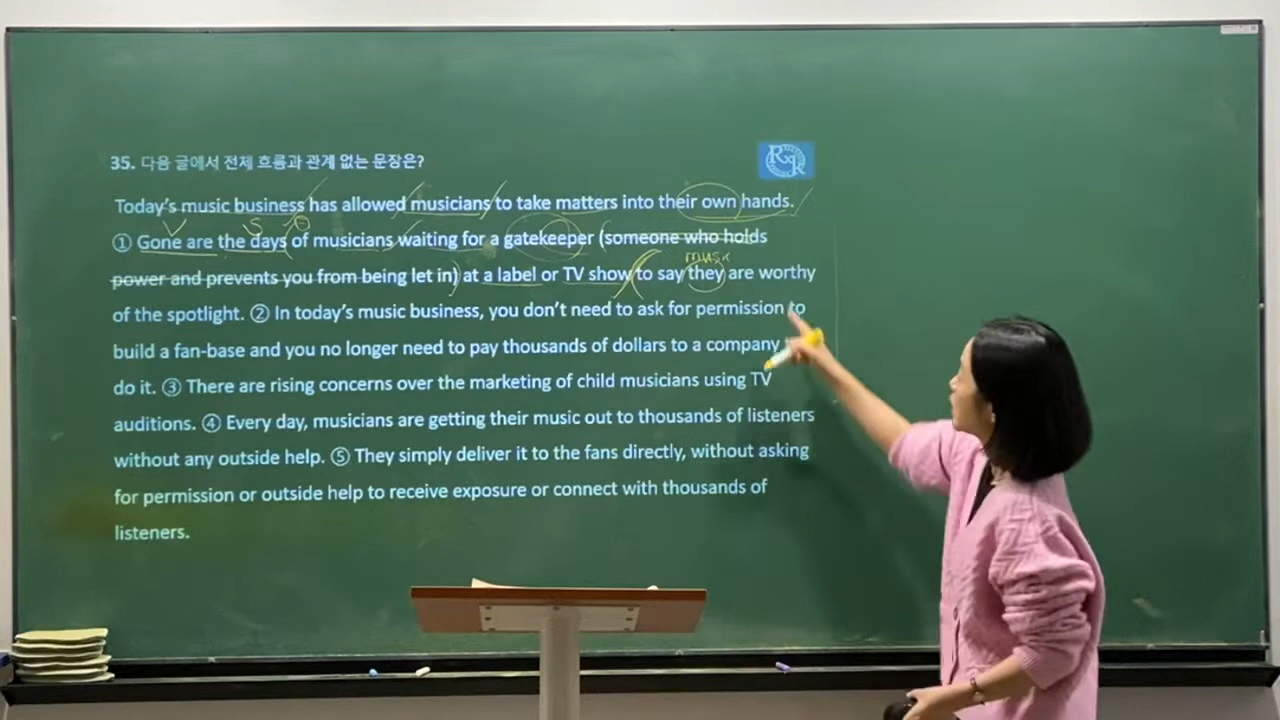 35. 다음 글에서 전체 흐름과 관계 없는 문장은?
RxR
Today's music business has allowed musicians to take matters into their own hands.
V S
① Gone are the days of musicians waiting for a gatekeeper (someone who holds
musi
power and prevents you from being let in) at a label or TV show to say they are worthy
of the spotlight. ② In today's music business, you don't need to ask for permission to
build a fan-base and you no longer need to pay thousands of dollars to a company
do it. ③ There are rising concerns over the marketing of child musicians using TV
auditions. ④ Every day, musicians are getting their music out to thousands of listeners
without any outside help. ⑤ They simply deliver it to the fans directly, without asking
for permission or outside help to receive exposure or connect with thousands of
listeners.